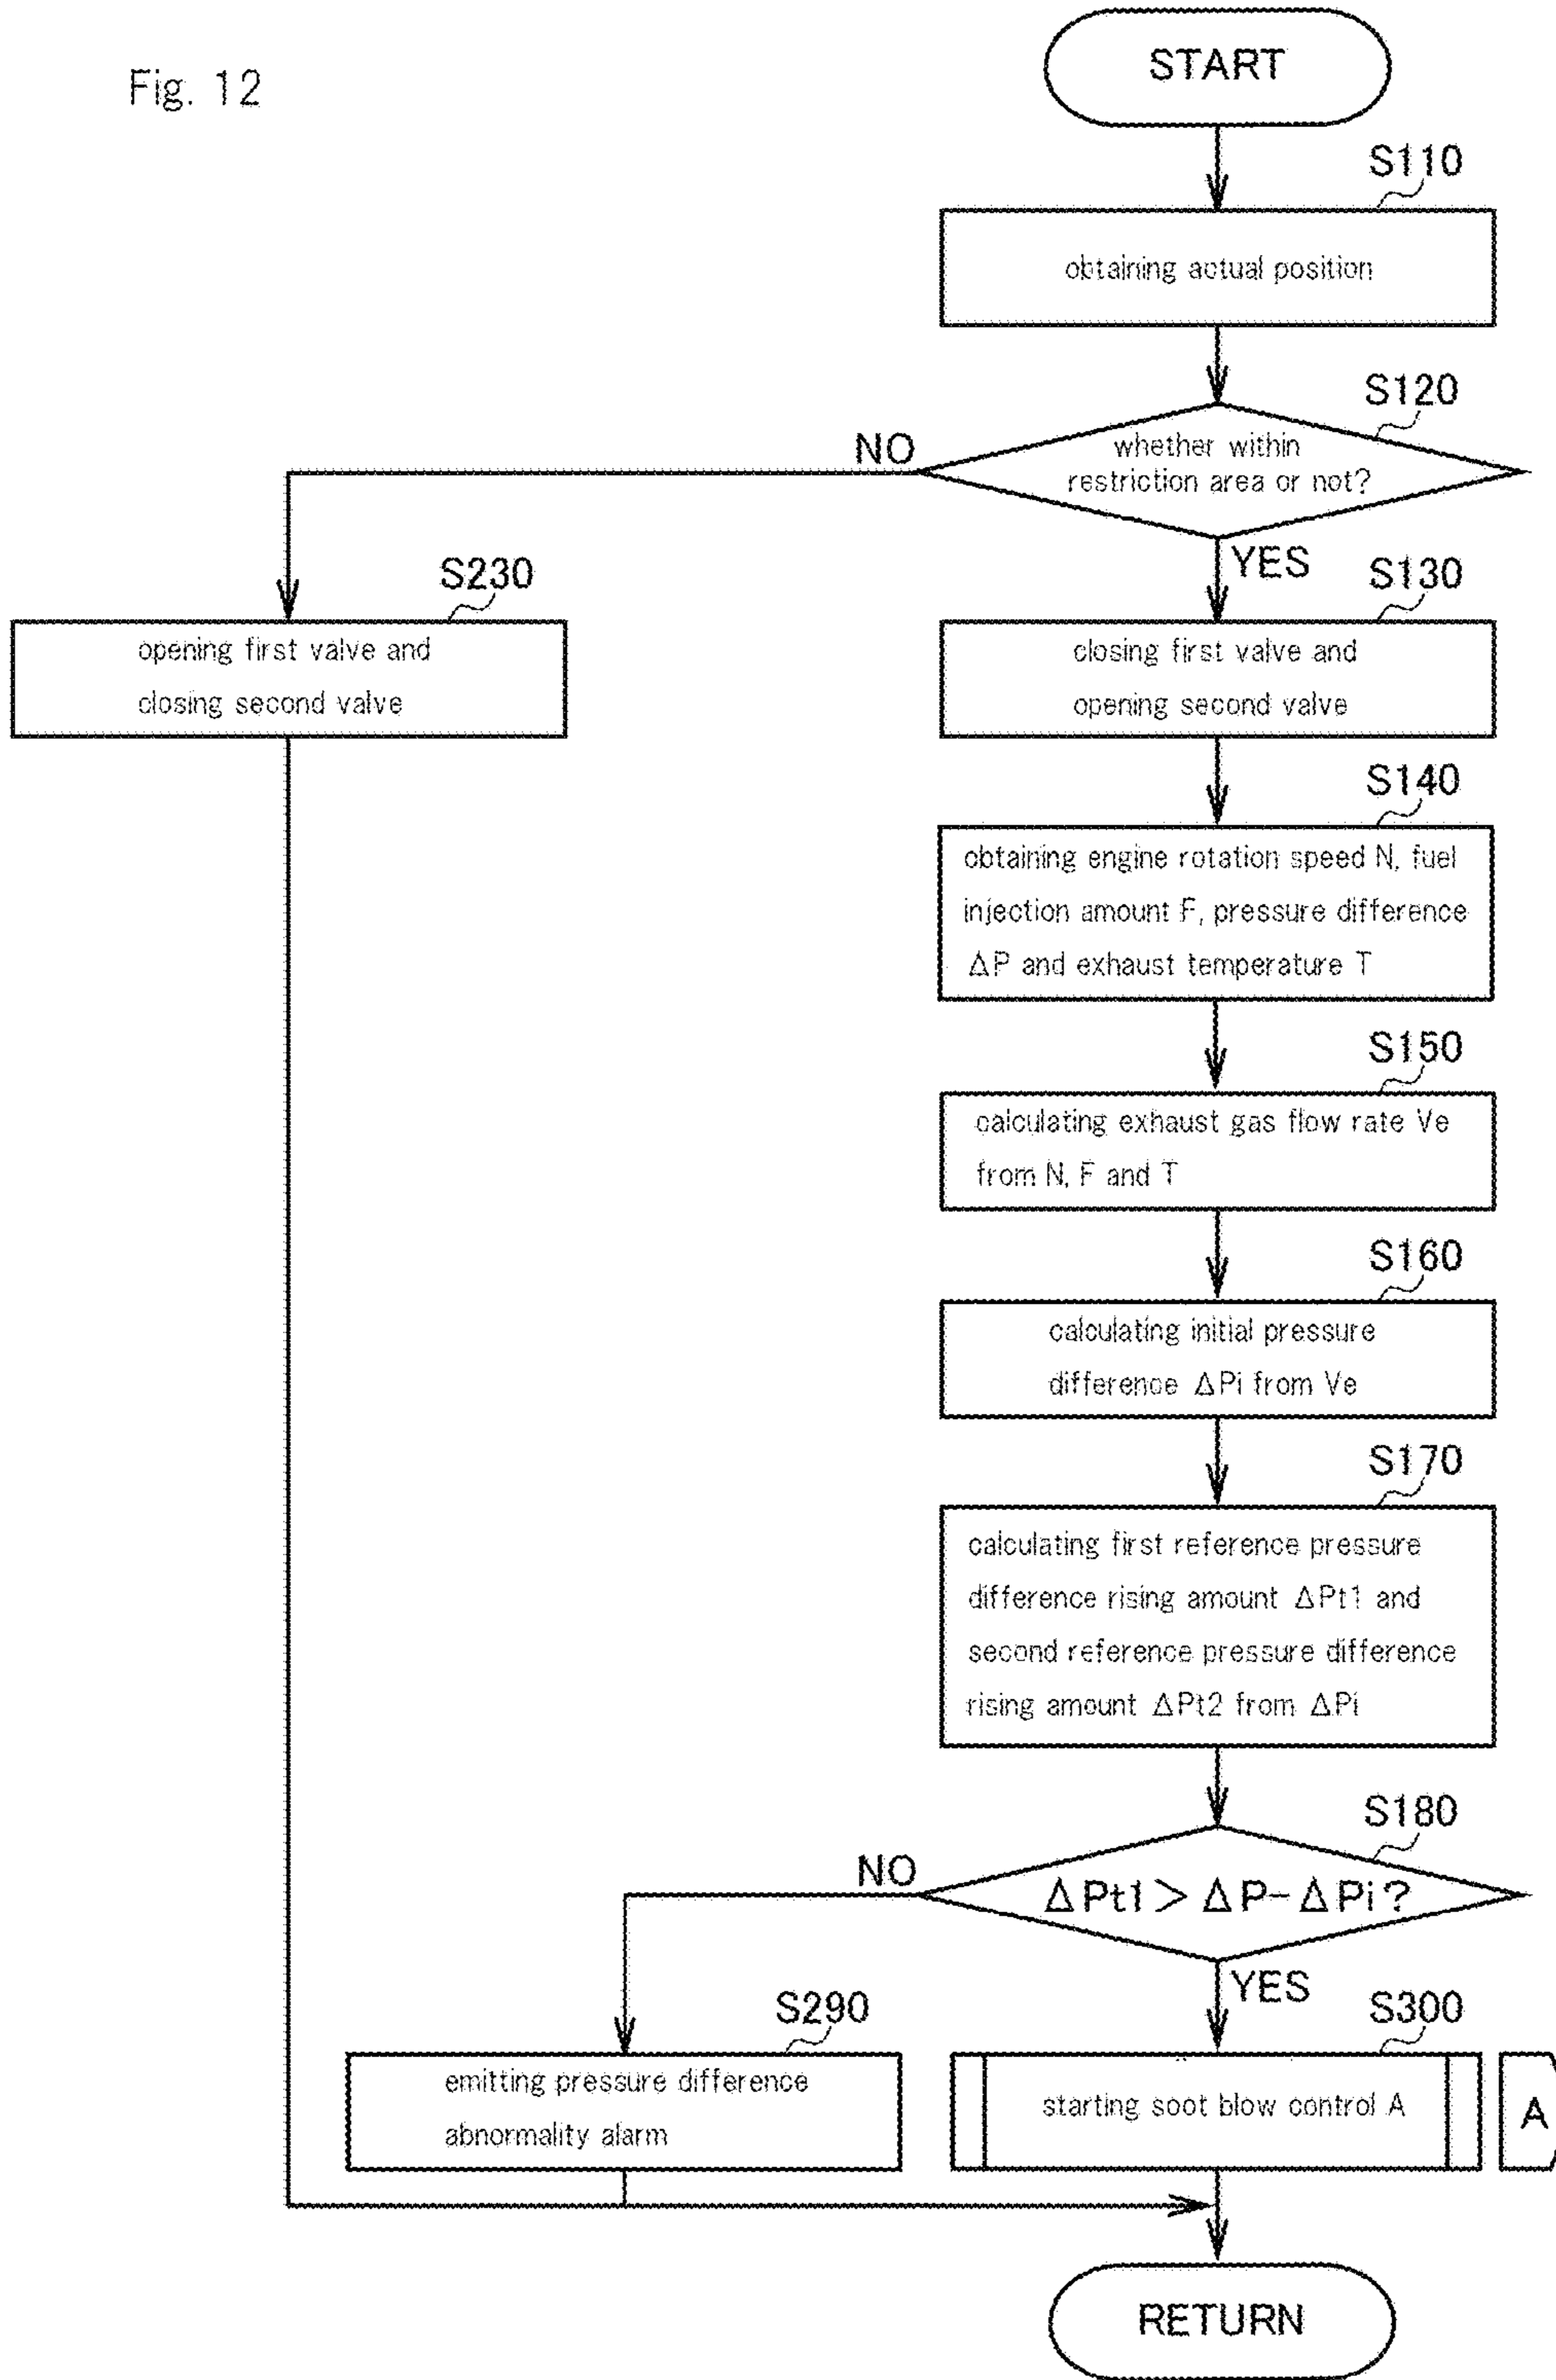 Fig. 12
START
S110
obtaining actual position
S120
whether within
restriction area or not?
NO
YES
S230
opening first valve and
closing second valve
S130
closing first valve and
opening second valve
S140
obtaining engine rotation speed N, fuel
injection amount F, pressure difference
ΔP and exhaust temperature T
S150
calculating exhaust gas flow rate Ve
from N, F and T
S160
calculating initial pressure
difference ΔPi from Ve
S170
calculating first reference pressure
difference rising amount ΔPt1 and
second reference pressure difference
rising amount ΔPt2 from ΔPi
S180
ΔPt1 > ΔP-ΔPi?
NO
YES
S290
emitting pressure difference
abnormality alarm
S300
starting soot blow control A
A
RETURN